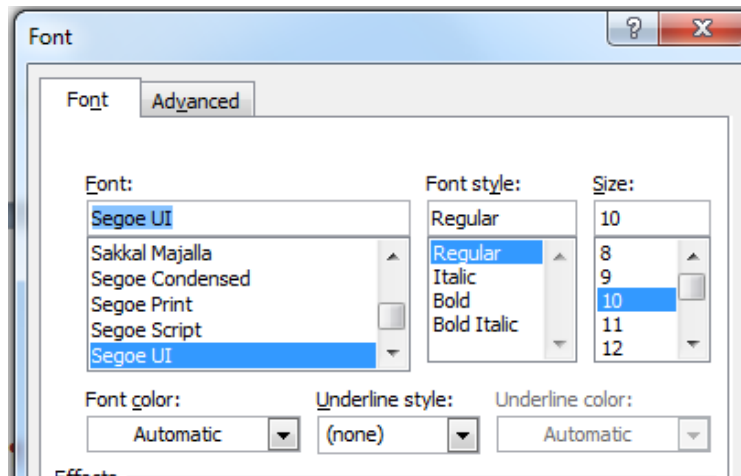 Font
Font Advanced
Font: Font style: Size:
Segoe UI Regular 10
Sakkal Majalla Regular 8
Segoe Condensed Italic 9
Segoe Print Bold 10
Segoe Script Bold Italic 11
Segoe UI 12
Font color: Underline style: Underline color:
Automatic (none) Automatic
Effects